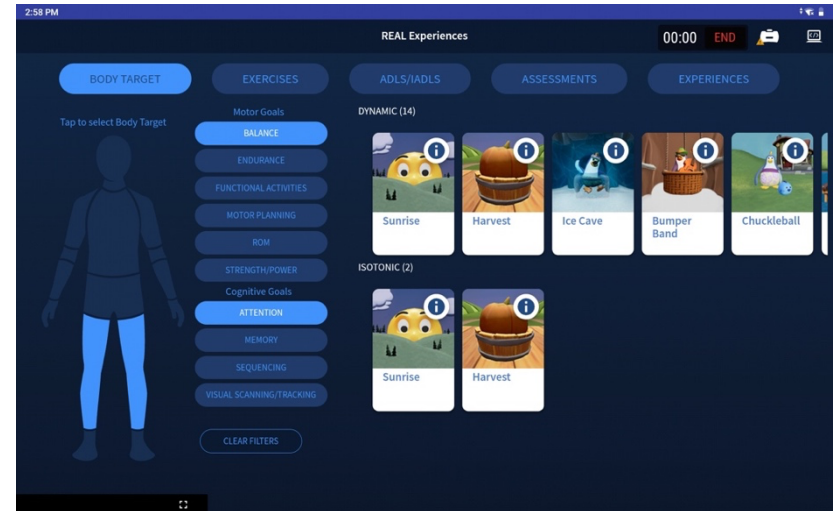 2:58 PM
REAL Experiences
00:00 END
BODY TARGET
EXERCISES
ADLS/IADLS
ASSESSMENTS
EXPERIENCES
Tap to select Body Target
Motor Goals
BALANCE
ENDURANCE
FUNCTIONAL ACTIVITIES
MOTOR PLANNING
ROM
STRENGTH/POWER
Cognitive Goals
ATTENTION
MEMORY
SEQUENCING
VISUAL SCANNING/TRACKING
CLEAR FILTERS
DYNAMIC (14)
Sunrise
Harvest
Ice Cave
Bumper
Band
Chuckleball
ISOTONIC (2)
Sunrise
Harvest